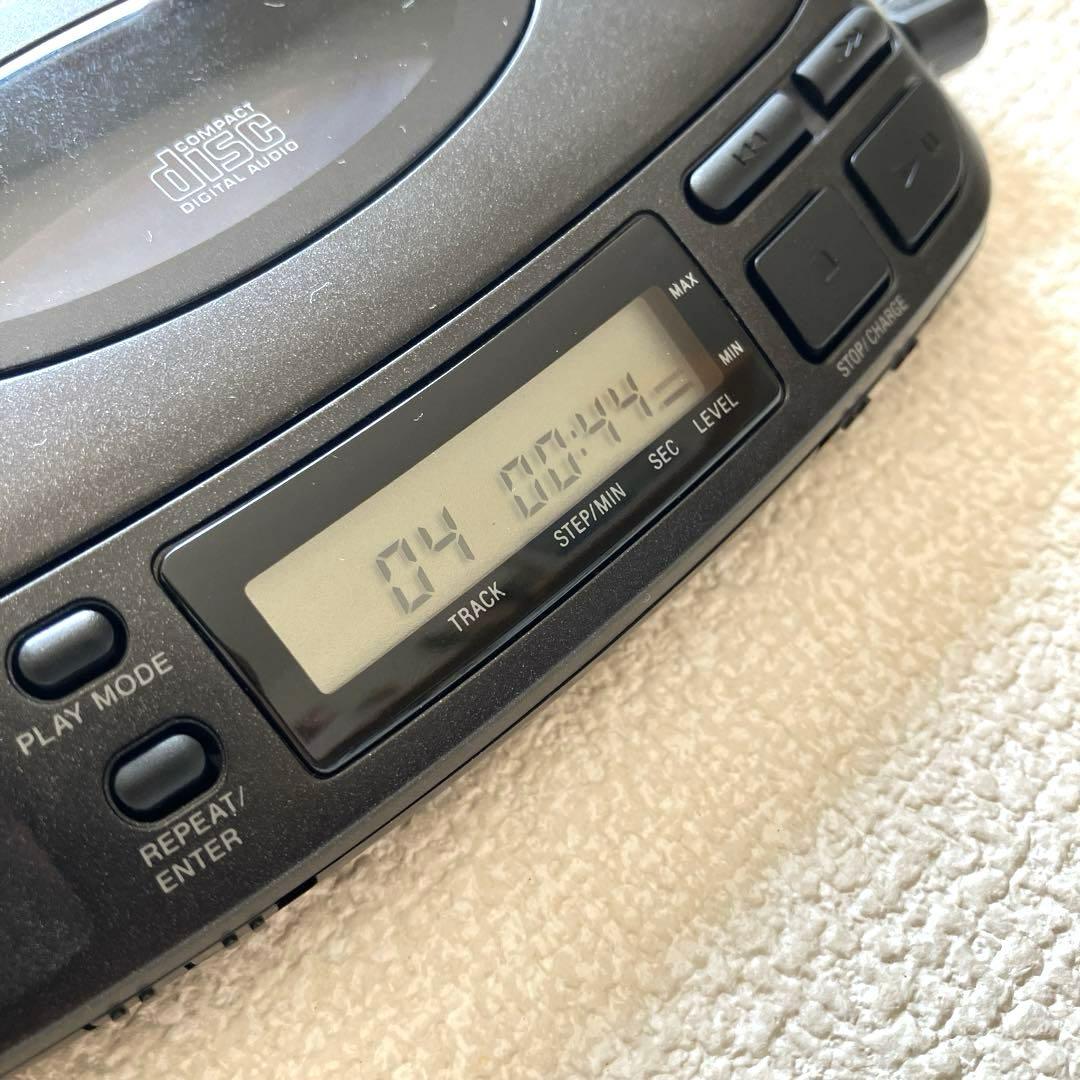 COMPACT
disc
DIGITAL AUDIO
MAX
MIN
04 00:44
TRACK
STEP/MIN
SEC
LEVEL
STOP/CHARGE
PLAY MODE
REPEAT/
ENTER